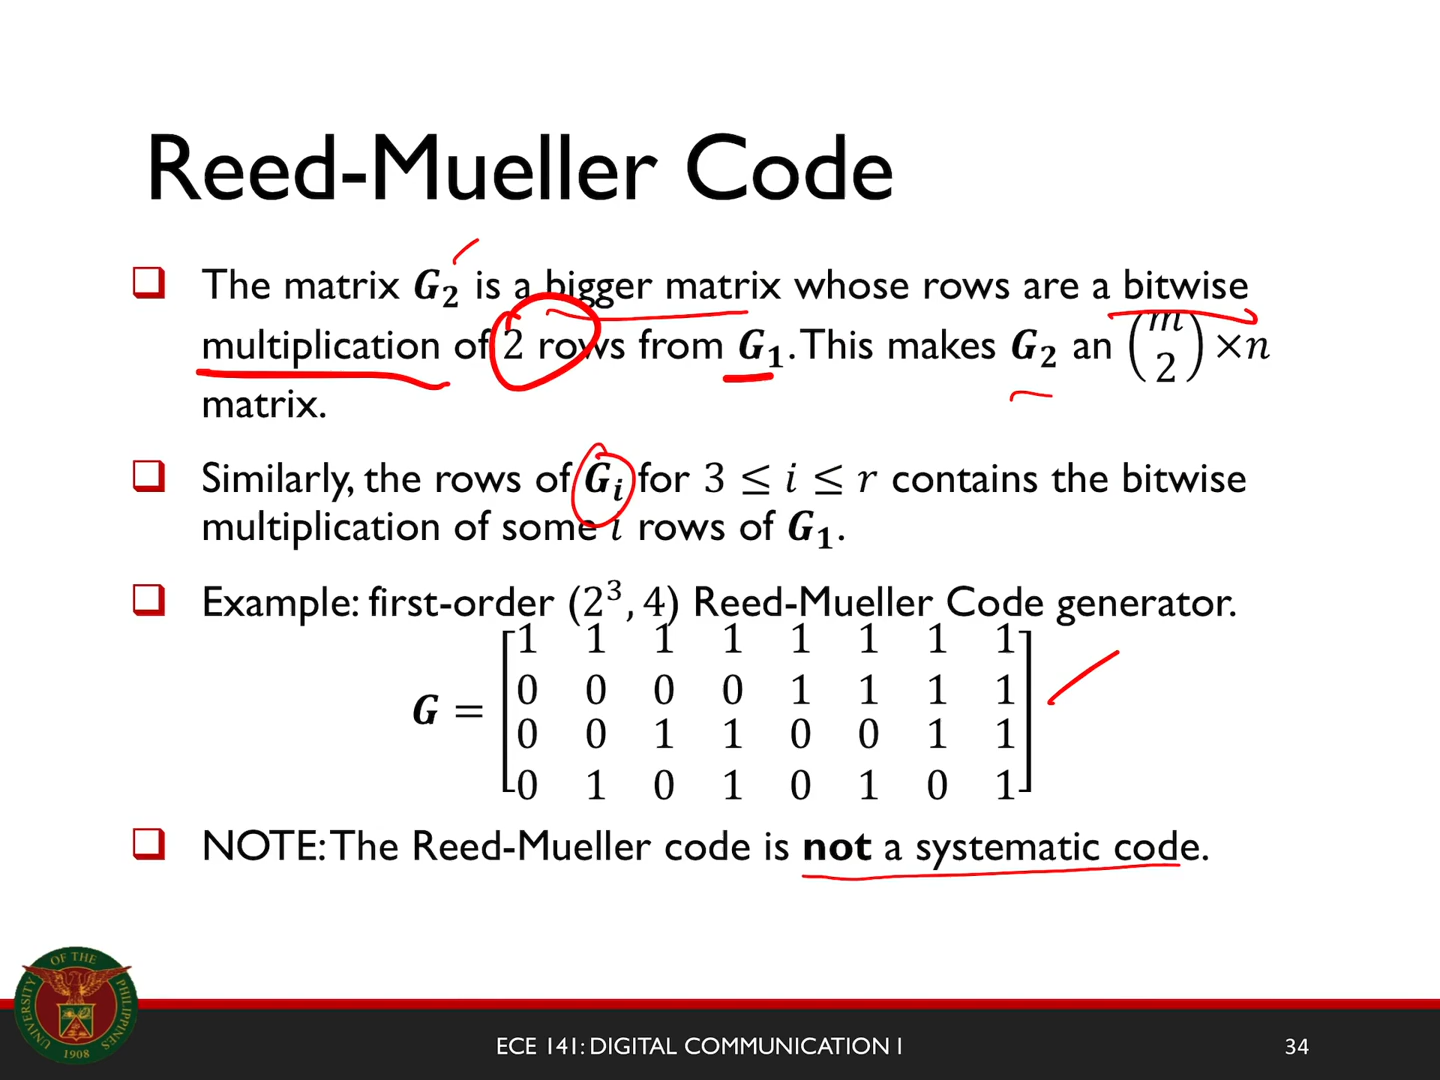 Reed-Mueller Code
❑ The matrix G₂ is a bigger matrix whose rows are a bitwise
multiplication of 2 rows from G₁. This makes G₂ an (m 2) × n
matrix.
❑ Similarly, the rows of Gᵢ for 3 ≤ i ≤ r contains the bitwise
multiplication of some i rows of G₁.
❑ Example: first-order (2³, 4) Reed-Mueller Code generator.
G = [1 1 1 1 1 1 1 1
0 0 0 0 1 1 1 1
0 0 1 1 0 0 1 1
0 1 0 1 0 1 0 1]
❑ NOTE: The Reed-Mueller code is not a systematic code.
UNIVERSITY OF THE PHILIPPINES
1908
ECE 141: DIGITAL COMMUNICATION I
34